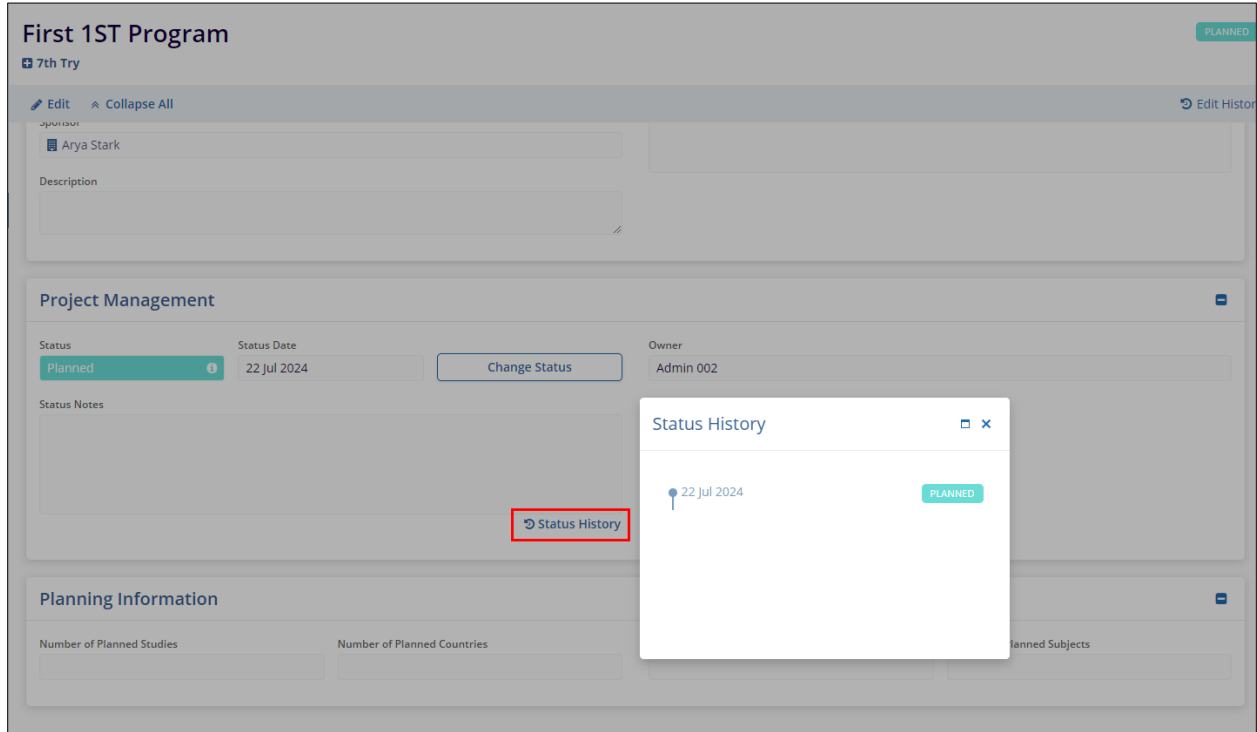 First 1ST Program
PLANNED
7th Try
Edit
Collapse All
Edit Histor
Sponsor
Arya Stark
Description
Project Management
Status
Status Date
Owner
Planned
22 Jul 2024
Change Status
Admin 002
Status Notes
Status History
Status History
22 Jul 2024
PLANNED
Planning Information
Number of Planned Studies
Number of Planned Countries
lanned Subjects